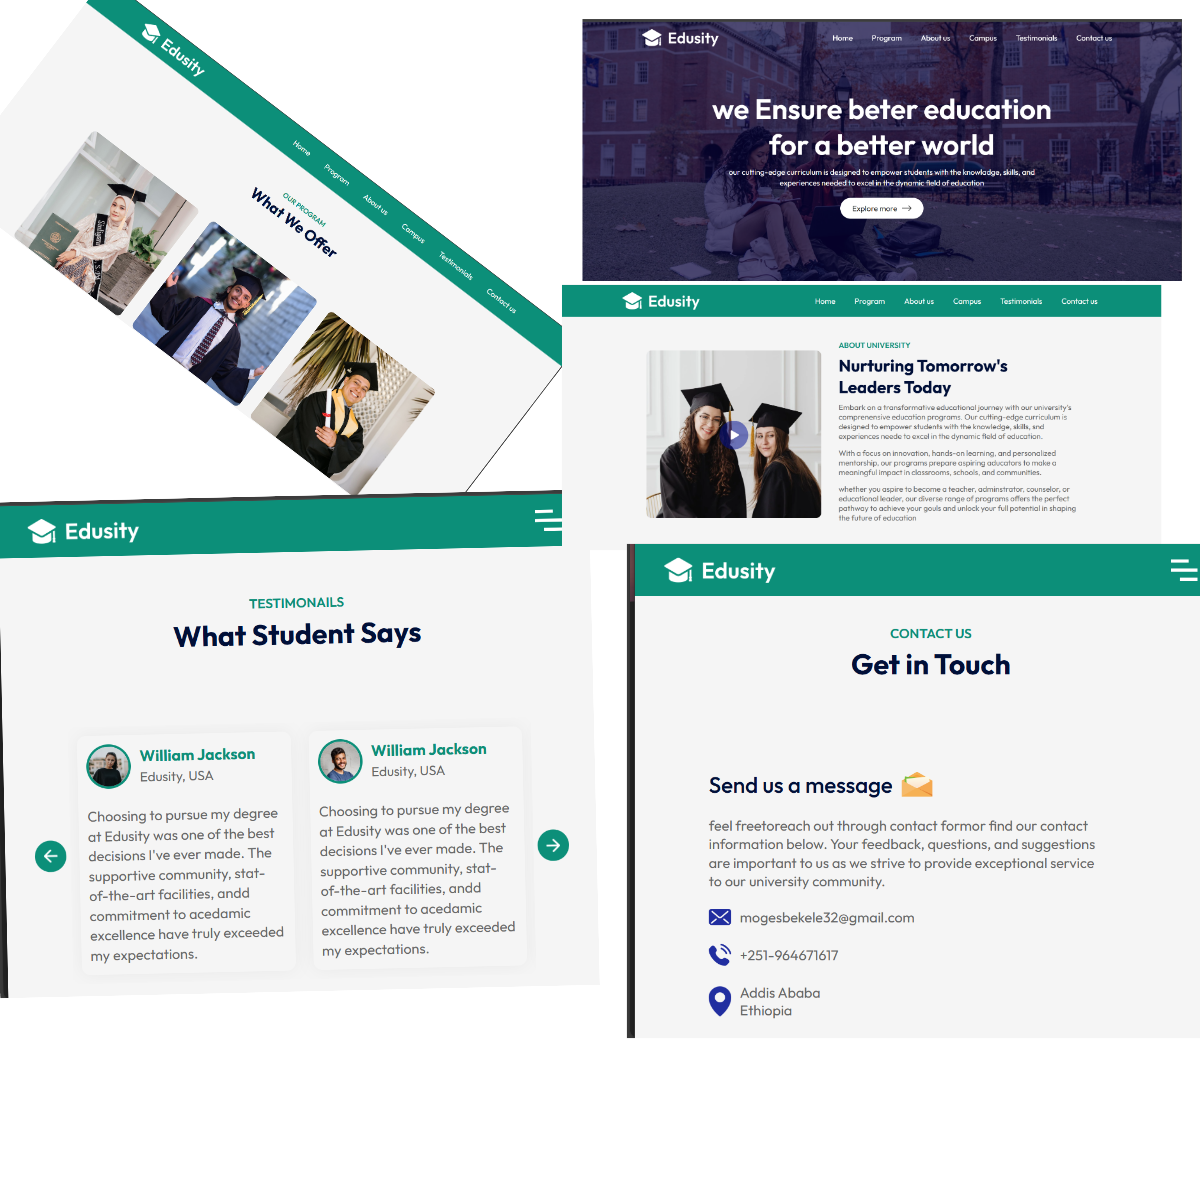 Edusity
Home
Program
About us
Campus
Testimonials
Contact us
OUR PROGRAM
What We Offer
Edusity
Home Program About us Campus Testimonials Contact us
we Ensure beter education
for a better world
our cutting-edge curriculum is designed to empower students with the knowladge, skills, and
experiences needed to excel in the dynamic field of education
Explore more
Edusity
Home Program About us Campus Testimonials Contact us
ABOUT UNIVERSITY
Nurturing Tomorrow's
Leaders Today
Embark on a transformative educational journey with our university's
comprehensive education programs. Our cutting-edge curriculum is
designed to empower students with the knowledge, skills, and
experiences neede to excel in the dynamic field of education.
With a focus on innovation, hands-on learning, and personalized
mentorship, our programs prepare aspiring aducators to make a
meaningful impact in classrooms, schools, and communities.
whether you aspire to become a teacher, adminstrator, counselor, or
educational leader, our diverse range of programs offers the perfect
pathway to achieve your goals and unlock your full potential in shaping
the future of education
Edusity
TESTIMONAILS
What Student Says
William Jackson
Edusity, USA
Choosing to pursue my degree
at Edusity was one of the best
decisions I've ever made. The
supportive community, stat-
of-the-art facilities, andd
commitment to acedamic
excellence have truly exceeded
my expectations.
William Jackson
Edusity, USA
Choosing to pursue my degree
at Edusity was one of the best
decisions I've ever made. The
supportive community, stat-
of-the-art facilities, andd
commitment to acedamic
excellence have truly exceeded
my expectations.
Edusity
CONTACT US
Get in Touch
Send us a message
feel freetoreach out through contact formor find our contact
information below. Your feedback, questions, and suggestions
are important to us as we strive to provide exceptional service
to our university community.
mogesbekele32@gmail.com
+251-964671617
Addis Ababa
Ethiopia